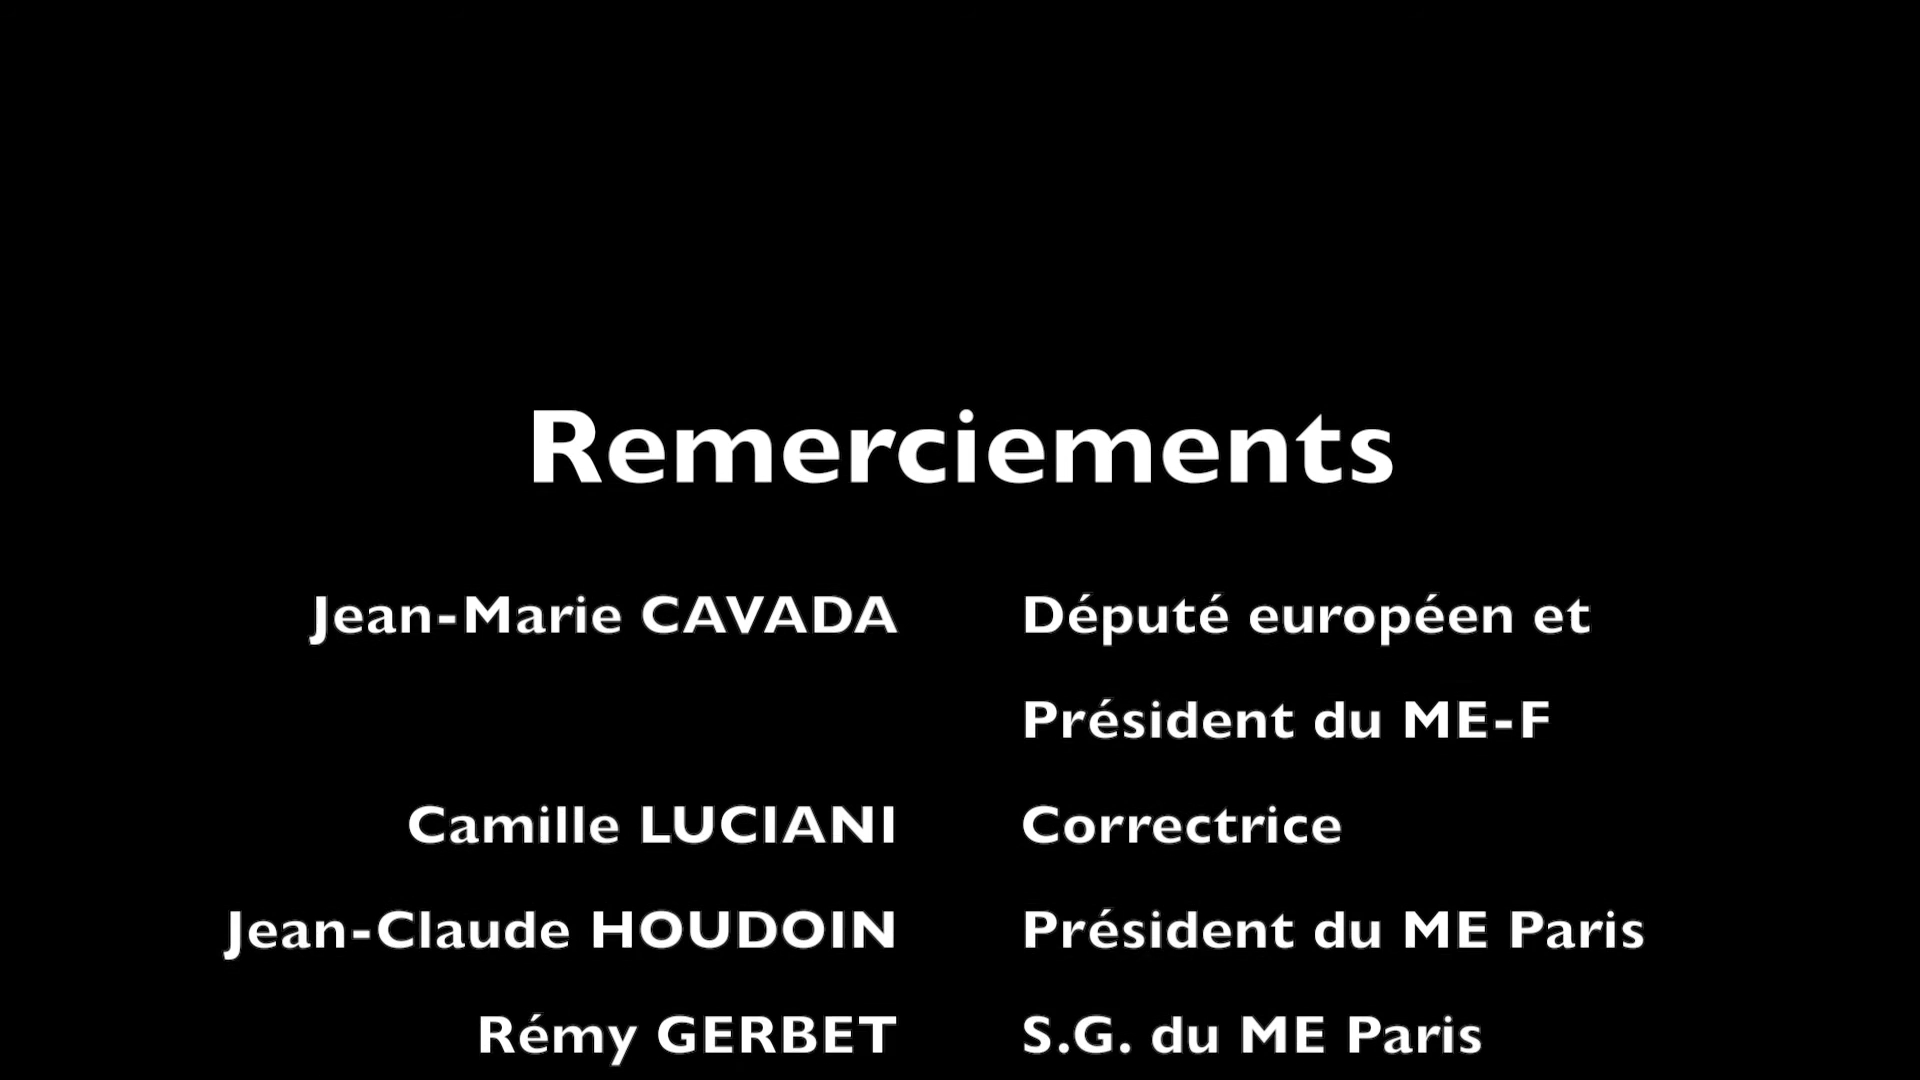 Remerciements
Jean-Marie CAVADA Député européen et
Président du ME-F
Camille LUCIANI Correctrice
Jean-Claude HOUDOIN Président du ME Paris
Rémy GERBET S.G. du ME Paris